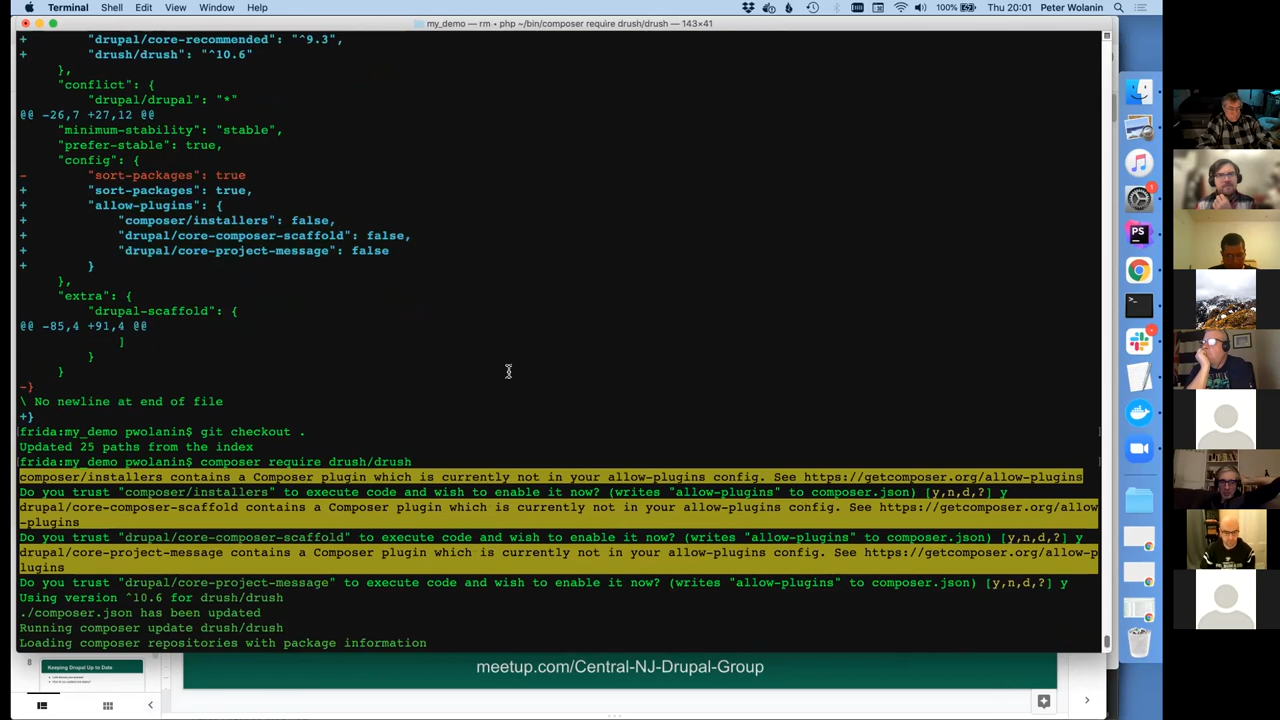 Terminal Shell Edit View Window Help 100% Thu 20:01 Peter Wolanin
my_demo — rm • php ~/bin/composer require drush/drush — 143×41
+         "drupal/core-recommended": "^9.3",
+         "drush/drush": "^10.6"
     },
     "conflict": {
         "drupal/drupal": "*"
@@ -26,7 +27,12 @@
     "minimum-stability": "stable",
     "prefer-stable": true,
     "config": {
-         "sort-packages": true
+         "sort-packages": true,
+         "allow-plugins": {
+             "composer/installers": false,
+             "drupal/core-composer-scaffold": false,
+             "drupal/core-project-message": false
+         }
     },
     "extra": {
         "drupal-scaffold": {
@@ -85,4 +91,4 @@
             ]
         }
     }
-}
\ No newline at end of file
+}
frida:my_demo pwolanin$ git checkout .
Updated 25 paths from the index
frida:my_demo pwolanin$ composer require drush/drush
composer/installers contains a Composer plugin which is currently not in your allow-plugins config. See https://getcomposer.org/allow-plugins
Do you trust "composer/installers" to execute code and wish to enable it now? (writes "allow-plugins" to composer.json) [y,n,d,?] y
drupal/core-composer-scaffold contains a Composer plugin which is currently not in your allow-plugins config. See https://getcomposer.org/allow
-plugins
Do you trust "drupal/core-composer-scaffold" to execute code and wish to enable it now? (writes "allow-plugins" to composer.json) [y,n,d,?] y
drupal/core-project-message contains a Composer plugin which is currently not in your allow-plugins config. See https://getcomposer.org/allow-p
lugins
Do you trust "drupal/core-project-message" to execute code and wish to enable it now? (writes "allow-plugins" to composer.json) [y,n,d,?] y
Using version ^10.6 for drush/drush
./composer.json has been updated
Running composer update drush/drush
Loading composer repositories with package information
8
Keeping Drupal Up to Date
meetup.com/Central-NJ-Drupal-Group
PS